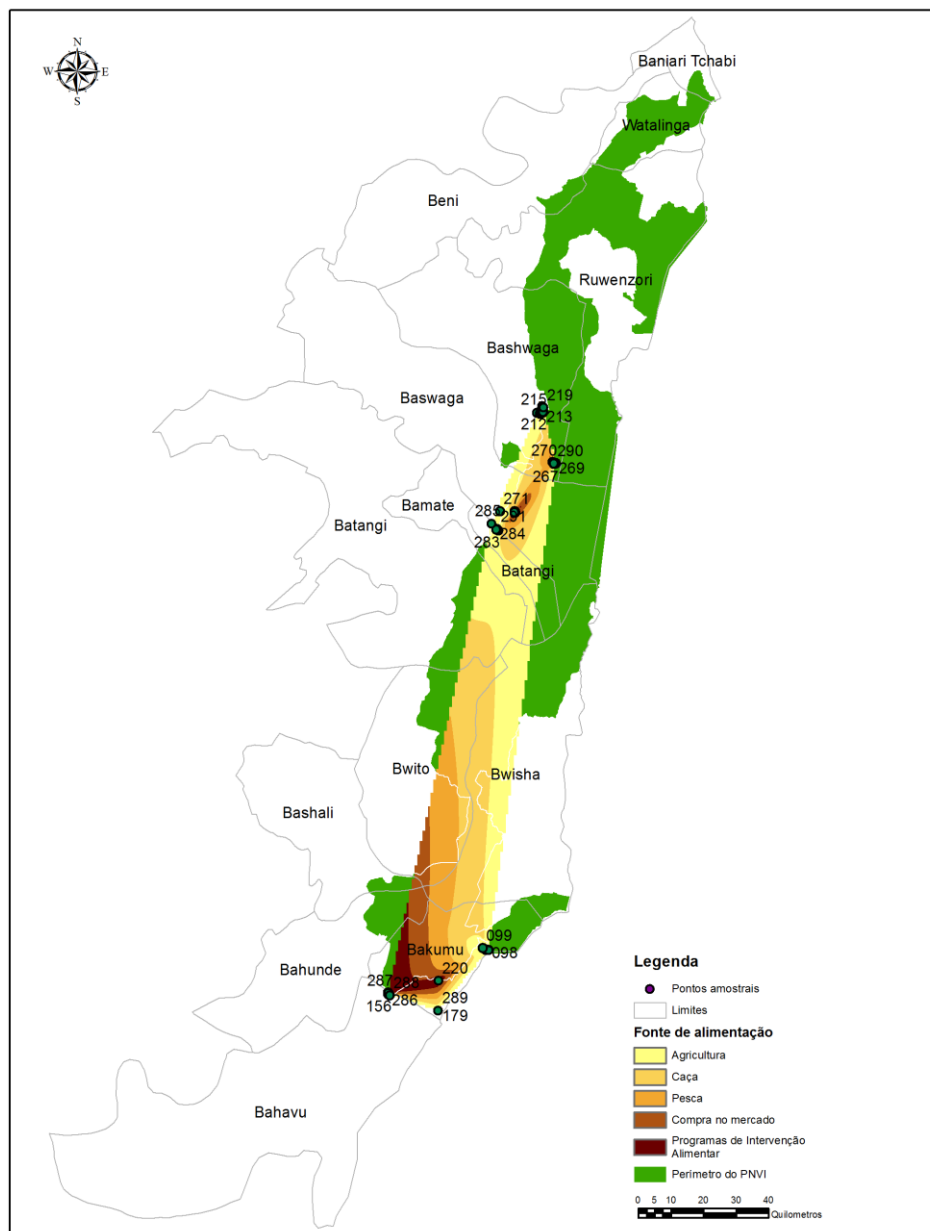 N
W E
S
Baniari Tchabi
Watalinga
Beni
Ruwenzori
Bashwaga
Baswaga
215 219
212 213
270 290
267 269
Bamate
285 271
291
Batangi
283 284
Batangi
Bwito
Bwisha
Bashali
099
Bakumu
098
Bahunde
220
287 288
156 286
289
179
Bahavu
Legenda
Pontos amostrais
Limites
Fonte de alimentação
Agricultura
Caça
Pesca
Compra no mercado
Programas de Intervenção
Alimentar
Perímetro do PNVI
0 5 10 20 30 40
Quilometros